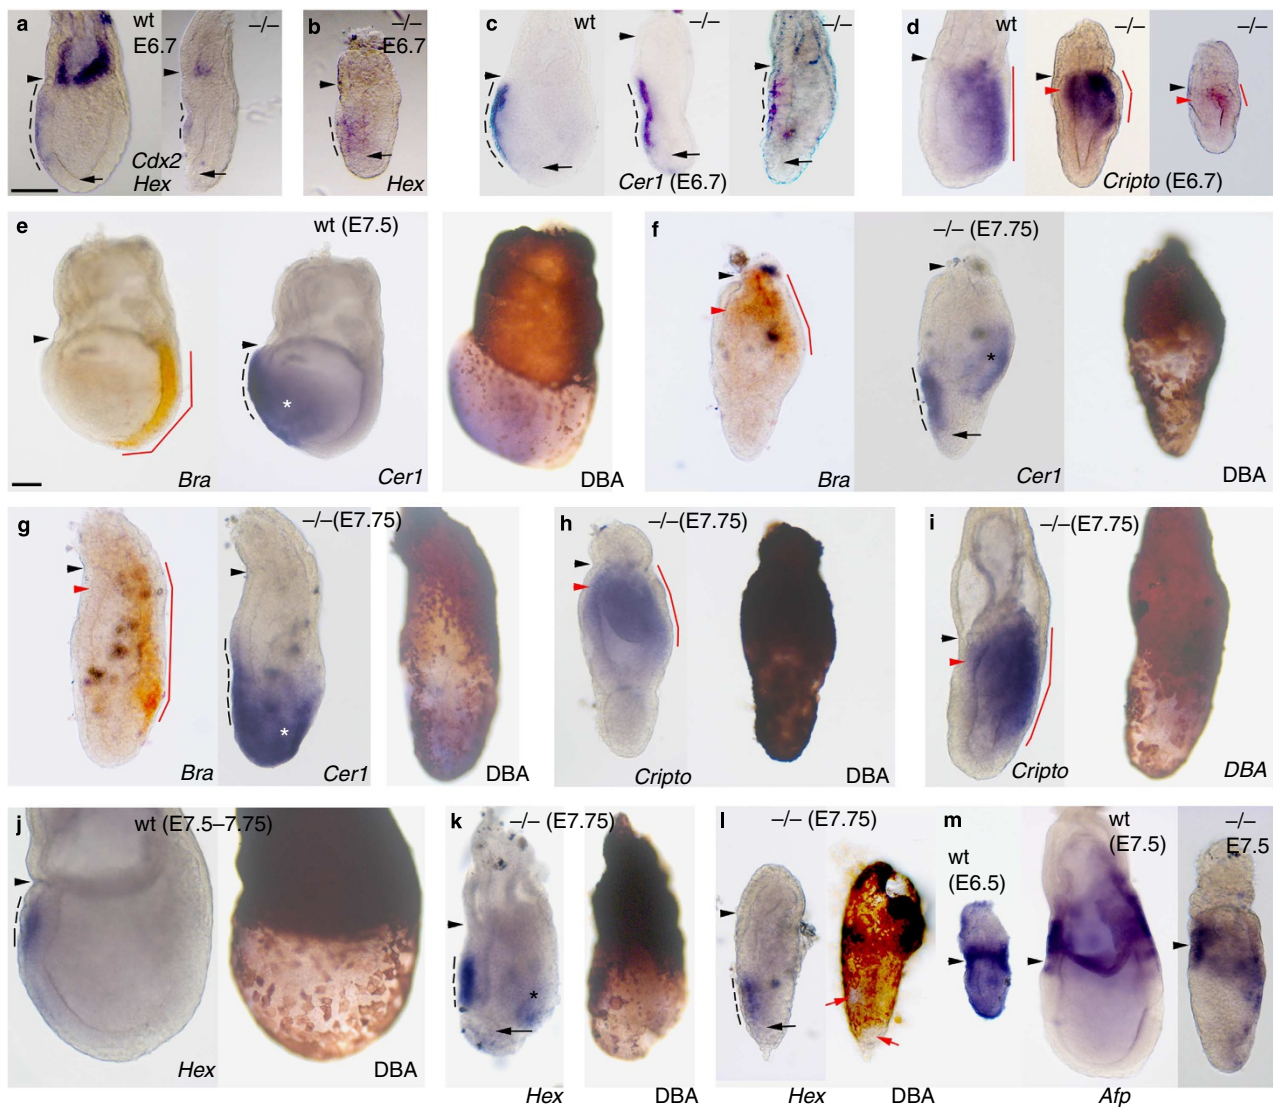 a wt –/–
E6.7
Cdx2
Hex
b –/–
E6.7
Hex
c wt –/– –/–
Cer1 (E6.7)
d wt –/– –/–
Cripto (E6.7)
e wt (E7.5)
Bra Cer1 DBA
f –/– (E7.75)
Bra Cer1 DBA
g –/–(E7.75)
Bra Cer1 DBA
h –/–(E7.75)
Cripto DBA
i –/–(E7.75)
Cripto DBA
j wt (E7.5–7.75)
Hex DBA
k –/– (E7.75)
Hex DBA
l –/– (E7.75)
Hex DBA
m wt
(E6.5)
wt
(E7.5)
–/–
E7.5
Afp